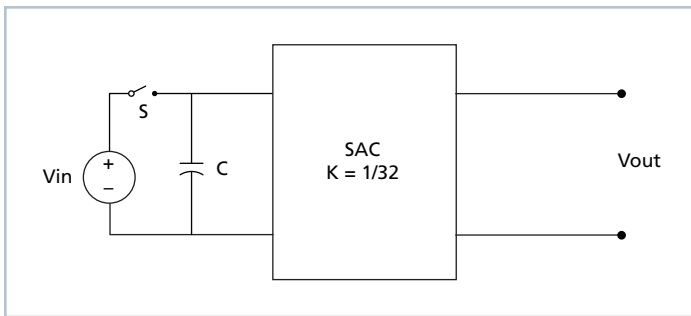 S
SAC
K = 1/32
Vin
+
–
C
Vout